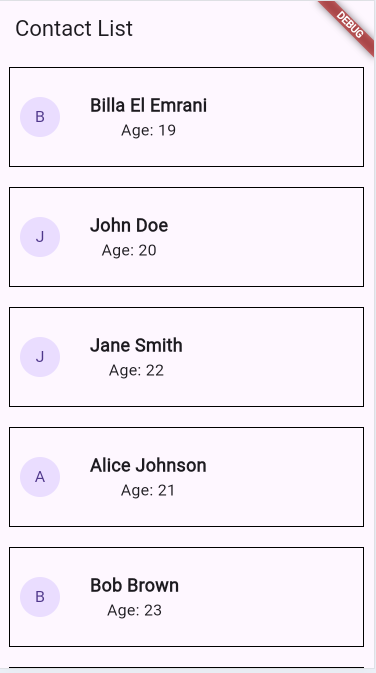 Contact List
DEBUG
B
Billa El Emrani
Age: 19
J
John Doe
Age: 20
J
Jane Smith
Age: 22
A
Alice Johnson
Age: 21
B
Bob Brown
Age: 23